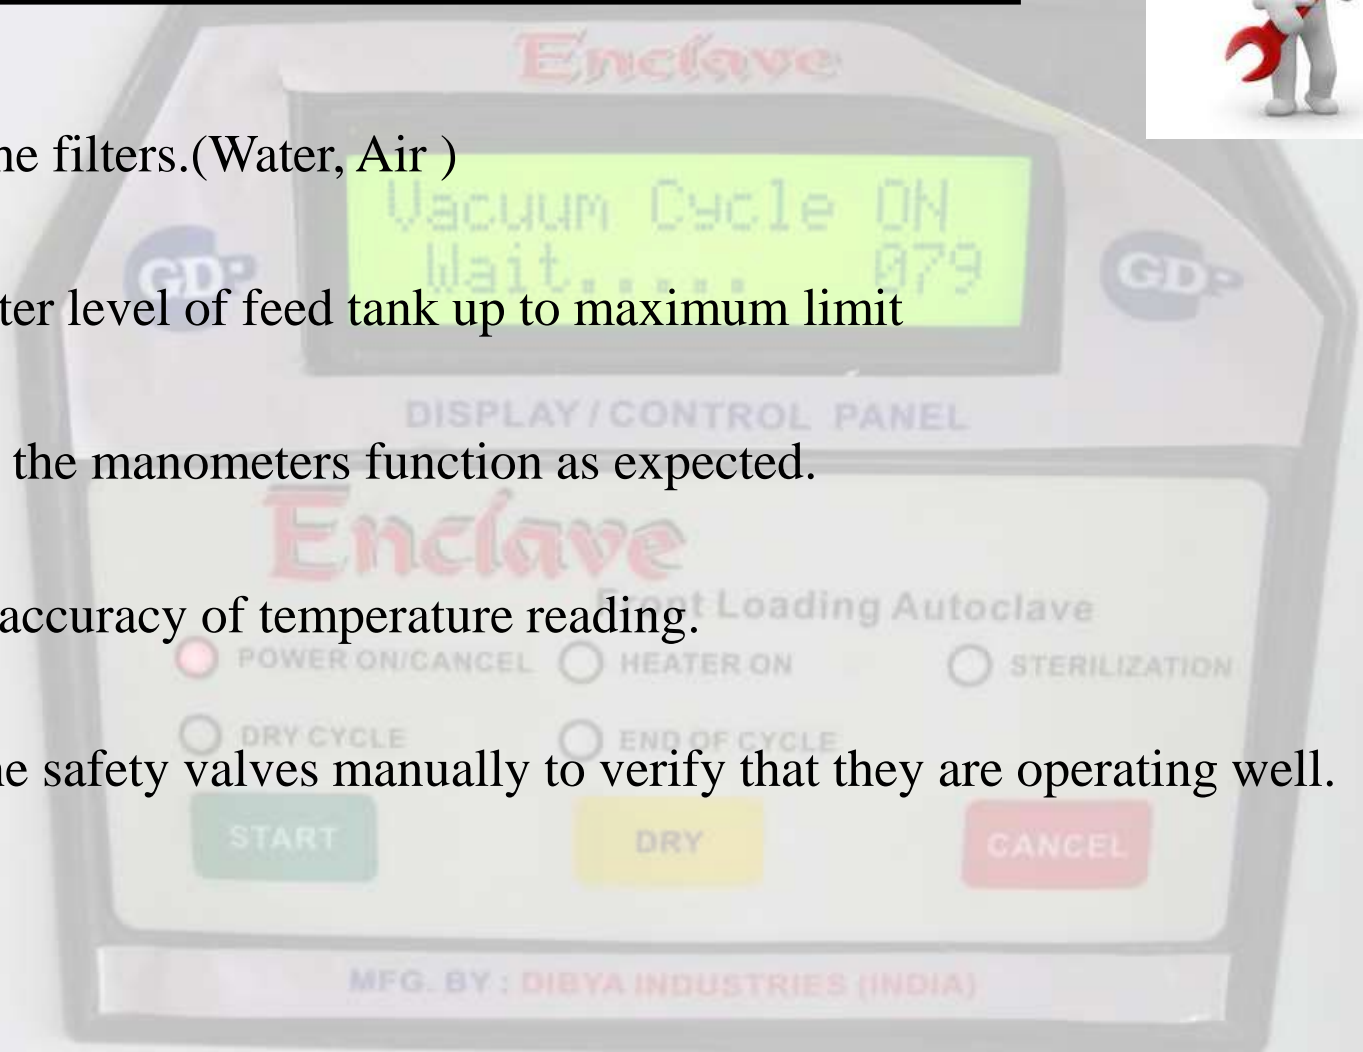 Enclave
he filters.(Water, Air )
Vacuum Cycle ON
GDP
Wait..... 079
GDP
ter level of feed tank up to maximum limit
DISPLAY / CONTROL PANEL
the manometers function as expected.
Enclave
Front Loading Autoclave
accuracy of temperature reading.
POWER ON/CANCEL HEATER ON STERILIZATION
DRY CYCLE END OF CYCLE
he safety valves manually to verify that they are operating well.
START DRY CANCEL
MFG. BY : DIBYA INDUSTRIES (INDIA)